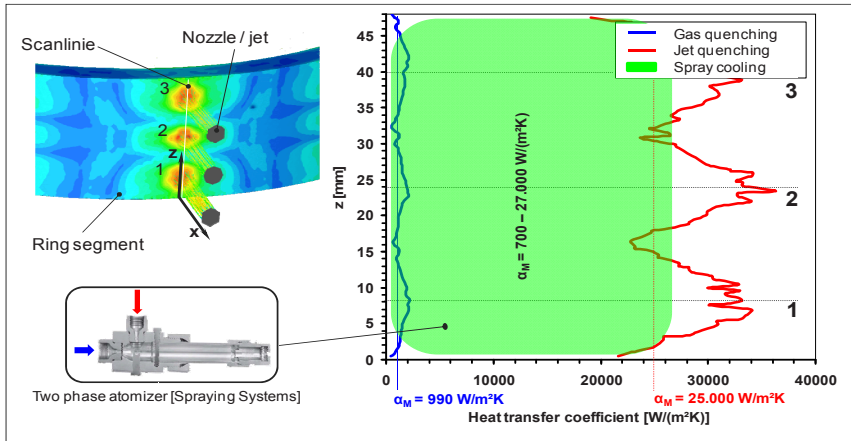 Scanlinie
Nozzle / jet
3
2
z
1
x
Ring segment
Two phase atomizer [Spraying Systems]
Gas quenching
Jet quenching
Spray cooling
z [mm]
45
40
35
30
25
20
15
10
5
0
αM = 700 – 27.000 W/(m²K)
3
2
1
0
10000
20000
30000
40000
αM = 990 W/m²K
αM = 25.000 W/m²K
Heat transfer coefficient [W/(m²K)]